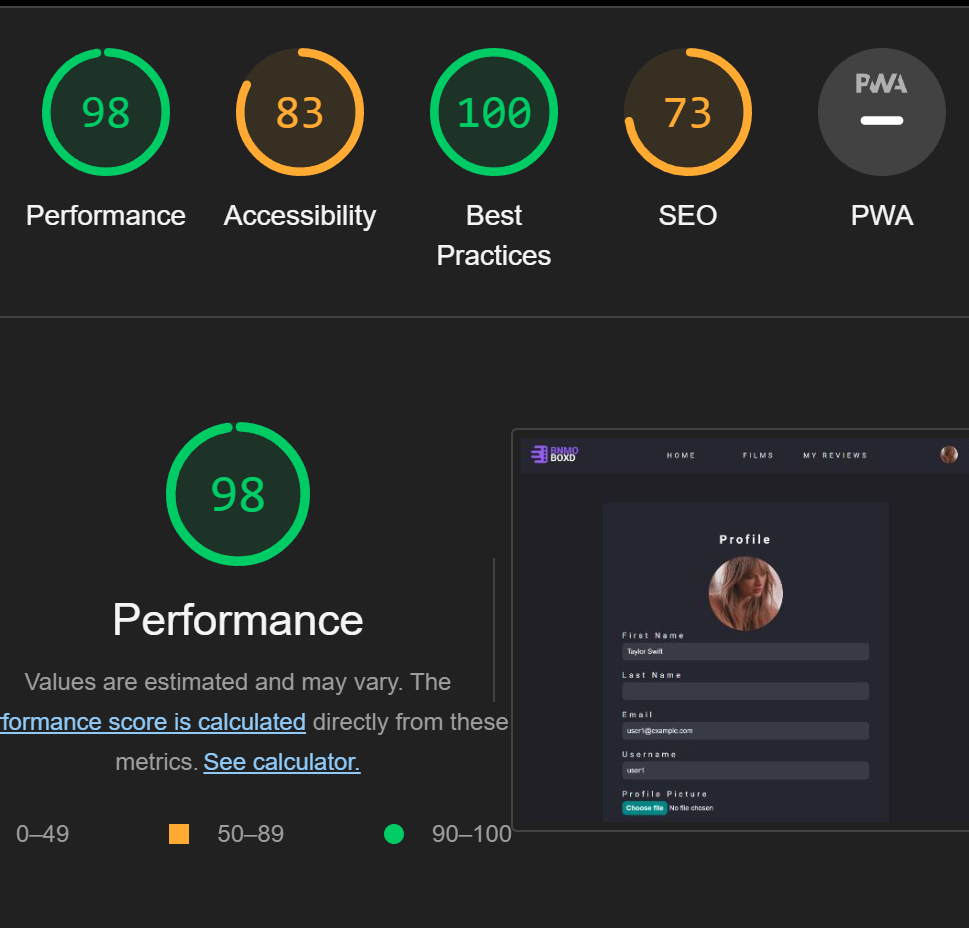 98
83
100
73
PWA
Performance
Accessibility
Best
Practices
SEO
PWA
98
Performance
Values are estimated and may vary. The
formance score is calculated directly from these
metrics. See calculator.
0–49
50–89
90–100
RNMO
BOXD
HOME
FILMS
MY REVIEWS
Profile
First Name
Taylor Swift
Last Name
Email
user1@example.com
Username
user1
Profile Picture
Choose file No file chosen